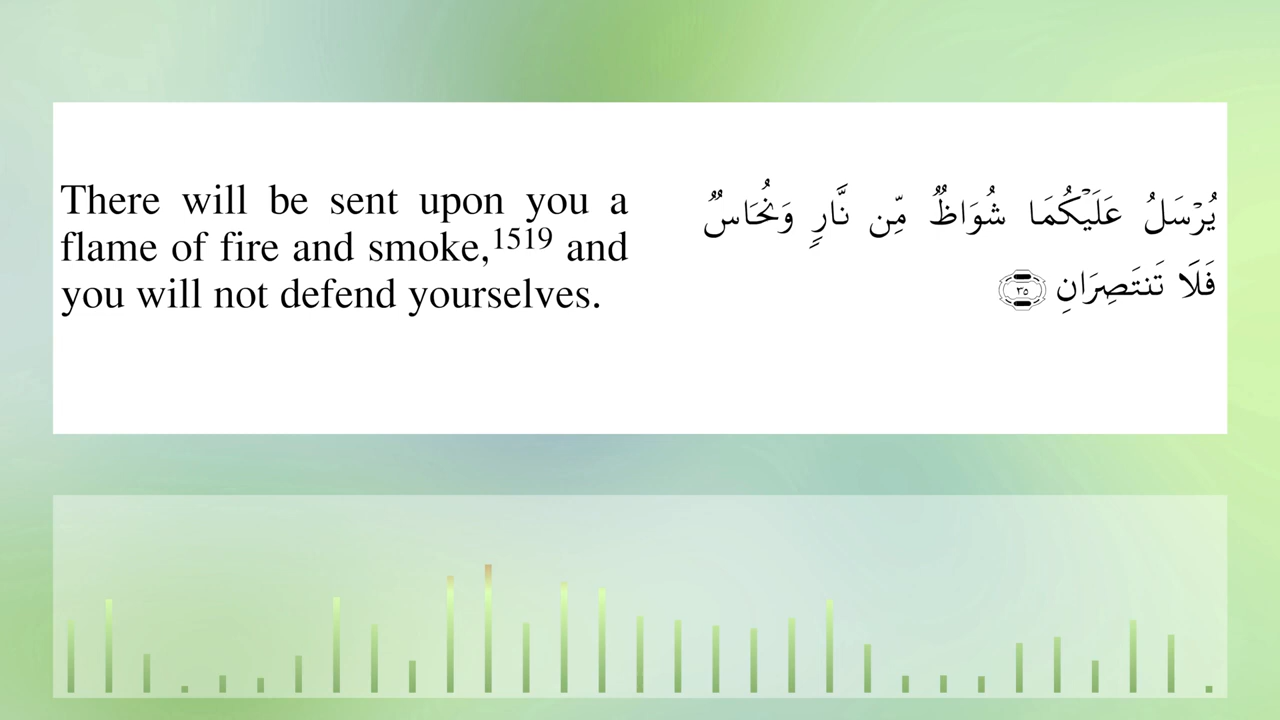 There will be sent upon you a
flame of fire and smoke,1519 and
you will not defend yourselves.
يُرْسَلُ عَلَيْكُمَا شُوَاظٌ مِّن نَّارٍ وَنُحَاسٌ
فَلَا تَنتَصِرَانِ ٣٥